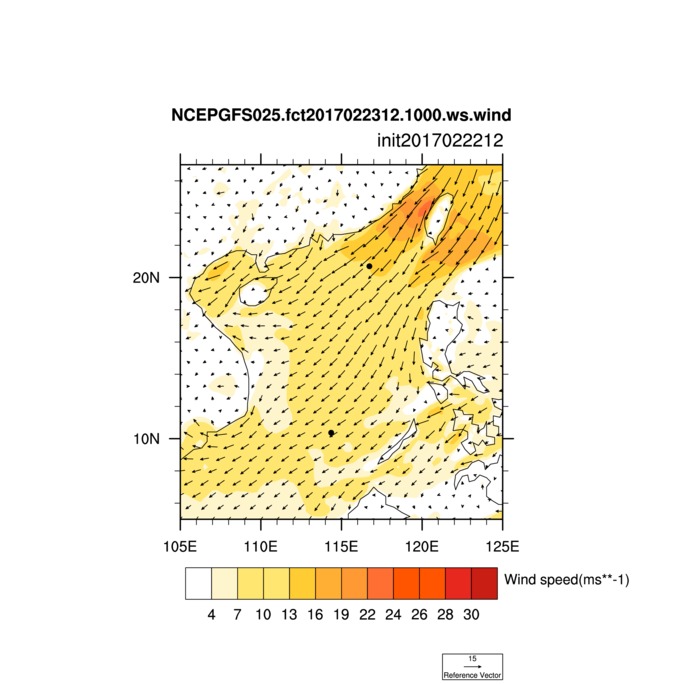 NCEPGFS025.fct2017022312.1000.ws.wind
init2017022212
20N
10N
105E 110E 115E 120E 125E
Wind speed(ms**-1)
4 7 10 13 16 19 22 24 26 28 30
15
Reference Vector